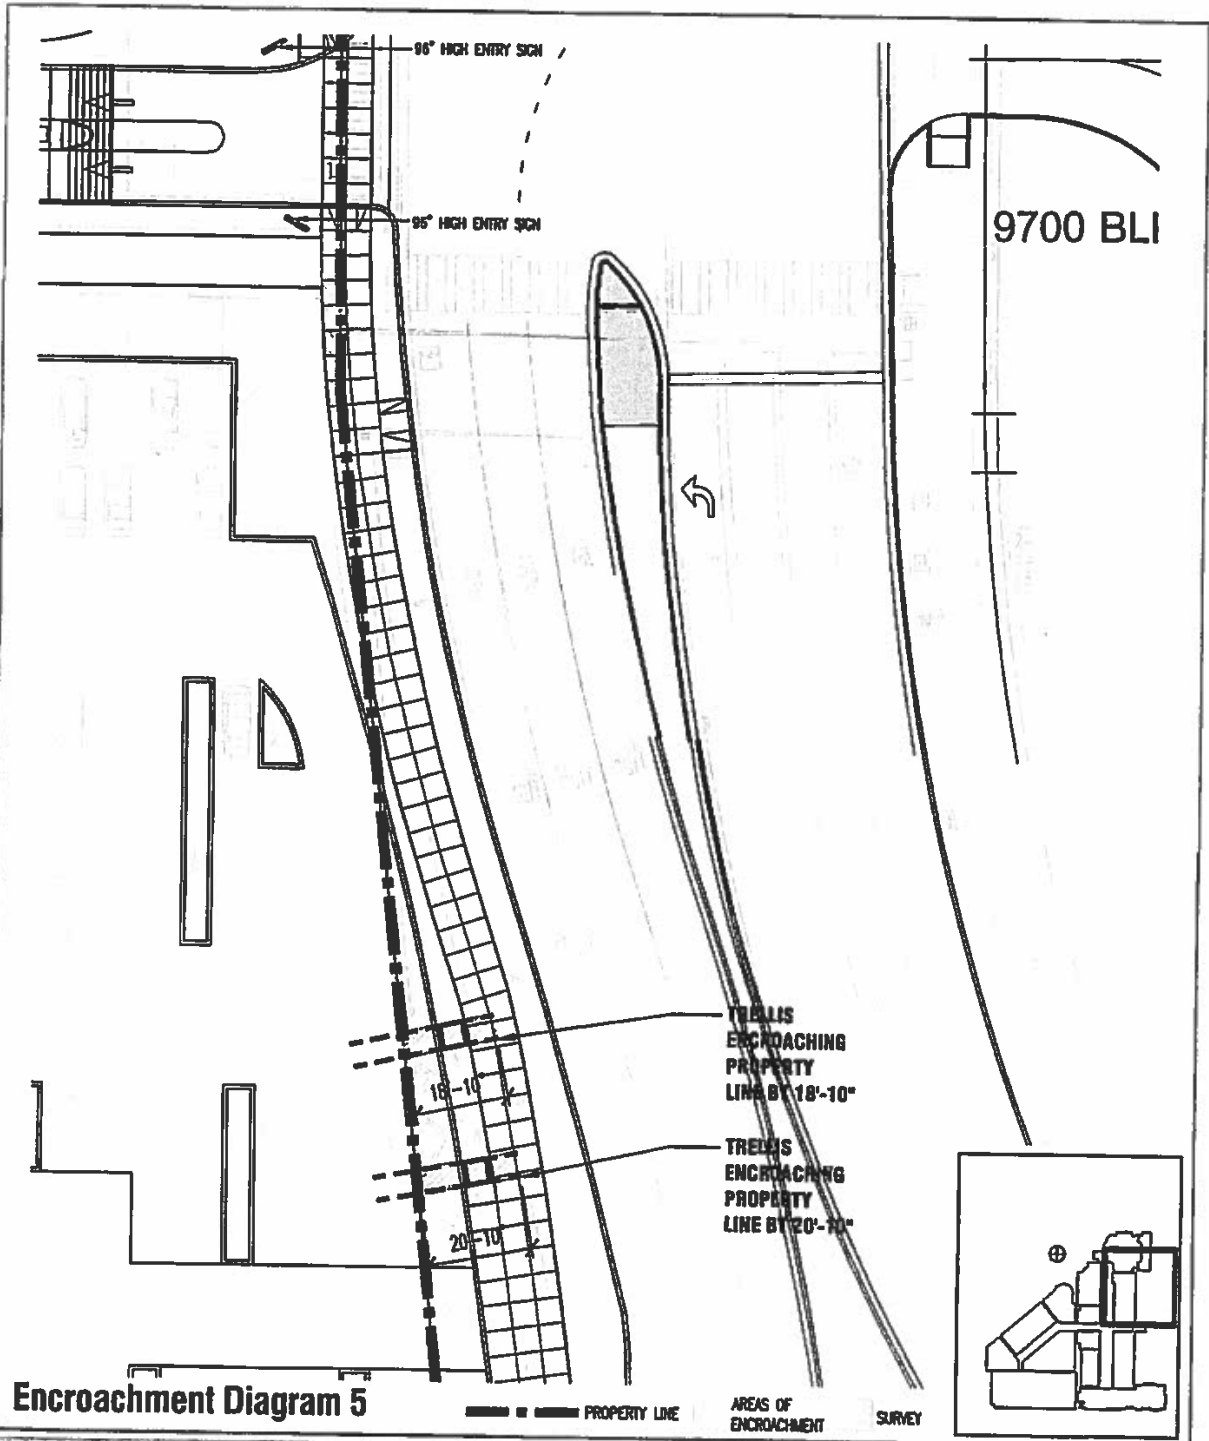 96" HIGH ENTRY SIGN
95" HIGH ENTRY SIGN
9700 BLI
TRELLIS
ENCROACHING
PROPERTY
LINE BY 18'-10"
18'-10"
TRELLIS
ENCROACHING
PROPERTY
LINE BY 20'-10"
20'-10"
Encroachment Diagram 5
PROPERTY LINE
AREAS OF
ENCROACHMENT
SURVEY